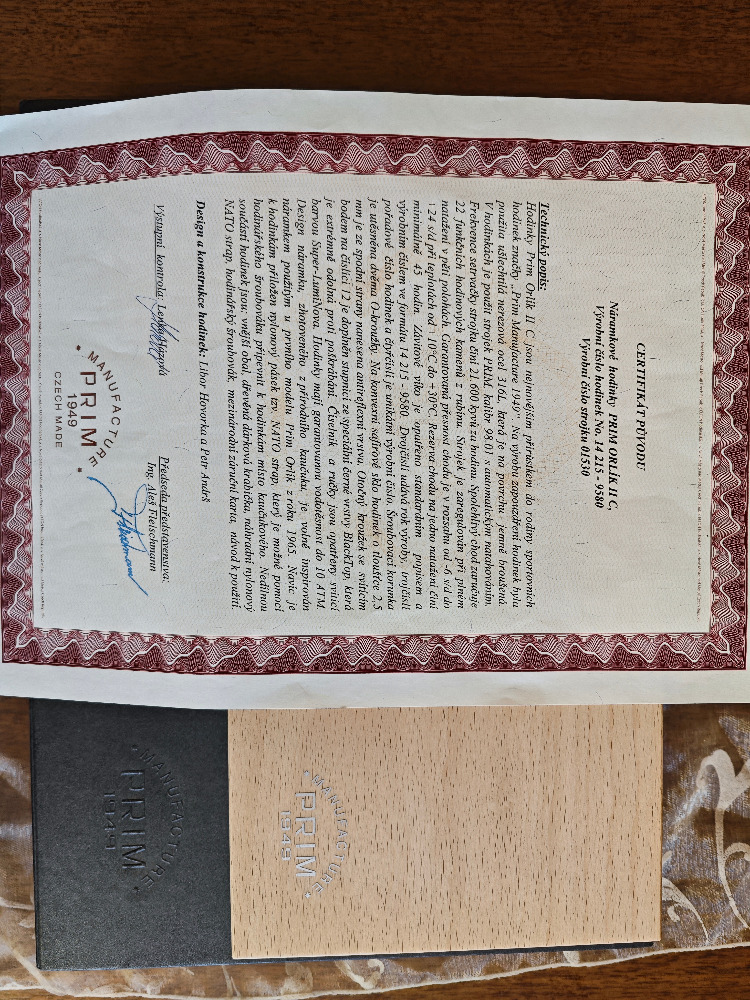 CERTIFIKÁT PŮVODU
Náramkové hodinky PRIM ORLÍK II C,
Výrobní číslo hodinek No. 14 215 - 9580
Výrobní číslo strojku 01530
Technický popis:
Hodinky Prim Orlík II C jsou nejnovějším přírůstkem do rodiny sportovních
hodinek značky „Prim Manufacture 1949“. Na výrobu zapouzdření hodinek byla
použita ušlechtilá nerezová ocel 316L, která je na povrchu jemně broušená.
V hodinkách je použit strojek PRIM, kalibr 98.01 s automatickým natahováním.
Frekvence setrvačky strojku činí 21.600 kyvů za hodinu. Spolehlivý chod zaručuje
22 funkčních hodinových kamenů z rubínu. Strojek je zaregulován při plném
natažení v pěti polohách. Garantovaná přesnost chodu je v rozsahu od -6 s/d do
+24 s/d při teplotách od +10°C do +30°C. Rezerva chodu na jedno natažení činí
minimálně 45 hodin. Závitové víko je opatřeno standardním popisem a
výrobním číslem ve formátu 14 215 - 9580. Dvojčíslí udává rok výroby, trojčíslí
pořadové číslo hodinek a čtyřčíslí je unikátní výrobní číslo. Šroubovací korunka
je utěsněna dvěma O-kroužky. Na konvexní safírové sklo hodinek o tloušťce 2,5
mm je ze spodní strany nanesena antireflexní vrstva. Otočný kroužek se svítícím
bodem na číslici 12 je doplněn stupnicí ze speciální černé vrstvy BlackTop, která
je extrémně odolná proti poškrábání. Číselník a ručky jsou opatřeny svítící
barvou Super-LumiNova. Hodinky mají garantovanou vodotěsnost do 10 ATM.
Design náramku, zhotoveného z přírodního kaučuku, je volně inspirován
náramkem použitým u prvního modelu Prim Orlík z roku 1965. Navíc je
k hodinkám přiložen nylonový pásek tzv. NATO strap, který je možné pomocí
hodinářského šroubováku připevnit k hodinkám místo kaučukového. Nedílnou
součástí hodinek jsou: vnější obal, dřevěná dárková krabička, náhradní nylonový
NATO strap, hodinářský šroubovák, mezinárodní záruční karta, návod k použití.
Design a konstrukce hodinek: Libor Hovorka a Petr Andrš
Výstupní kontrola: Lenka
Předseda představenstva:
Ing. Aleš Fleischmann
MANUFACTURE
PRIM
1949
CZECH MADE
MANUFACTURE
PRIM
1949
MANUFACTURE
PRIM
1949